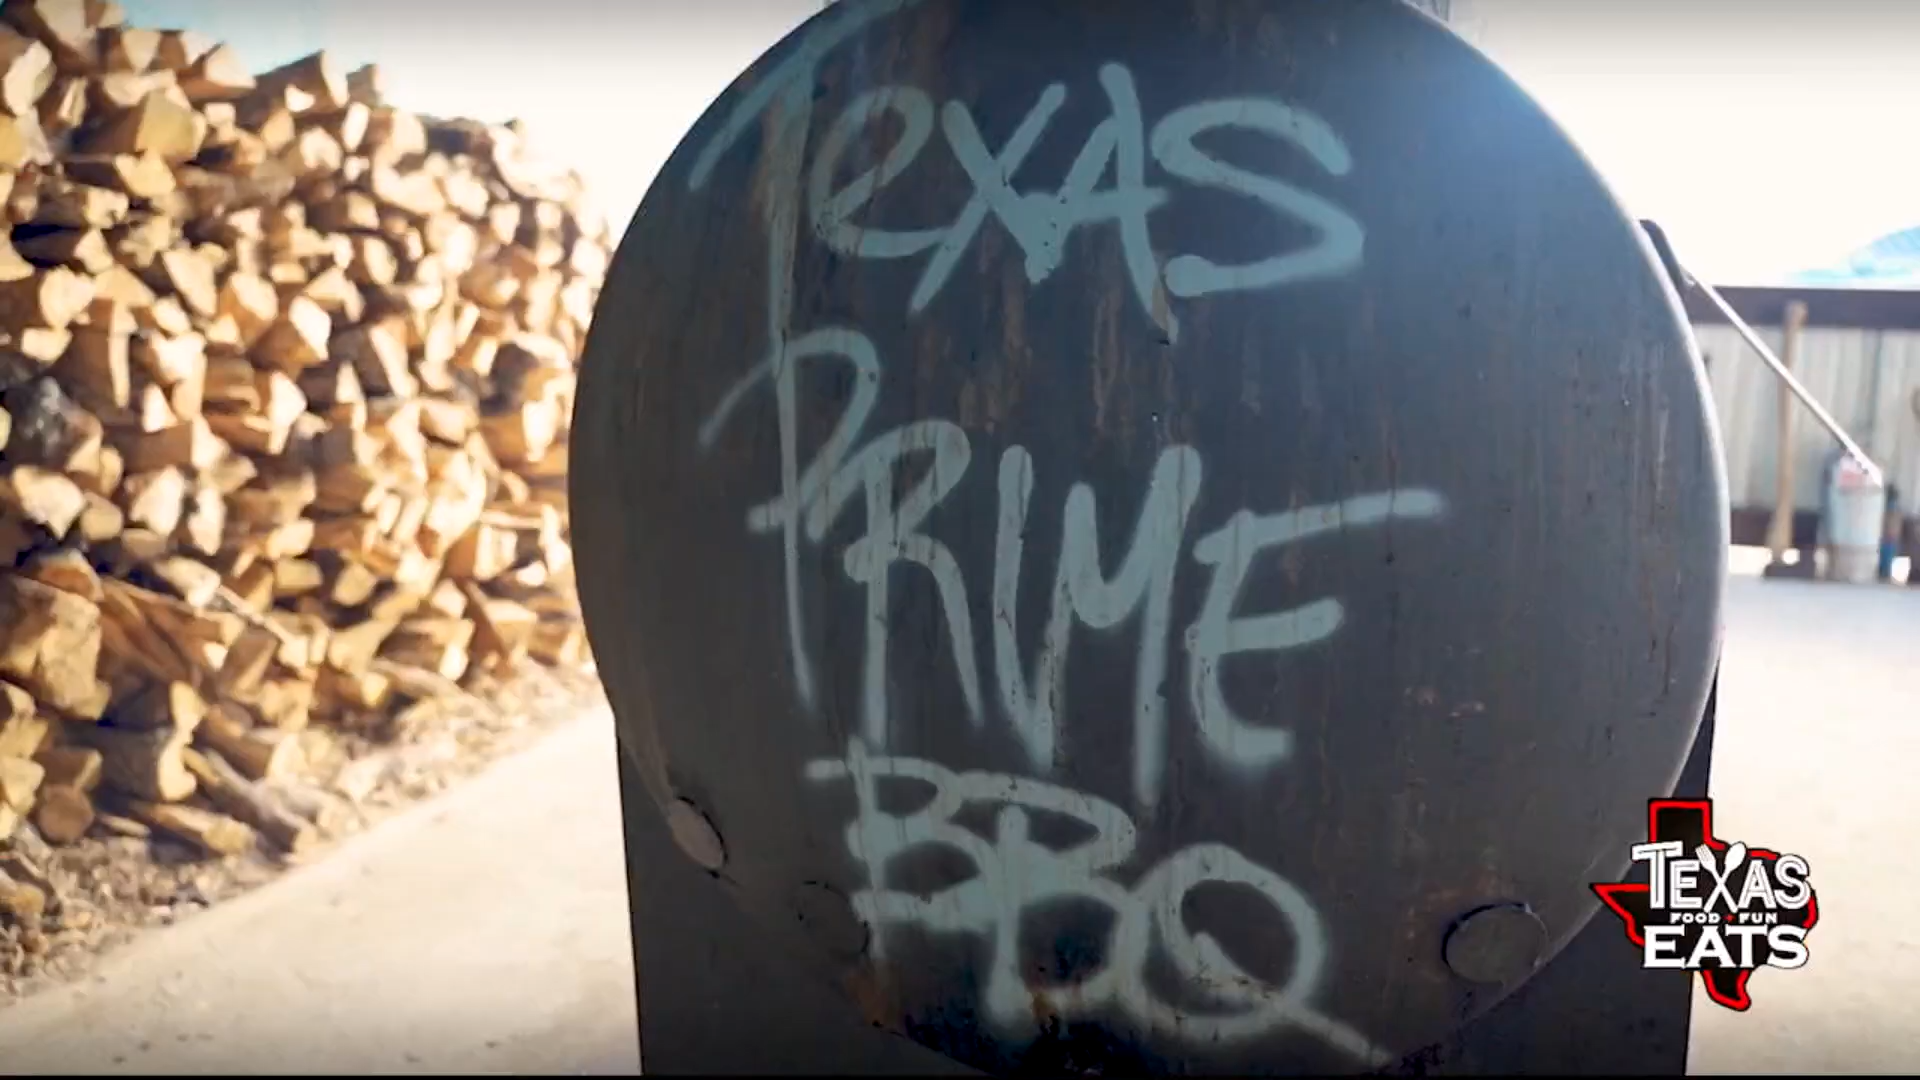 TeXAS
PRIME
BBQ
TEXAS
FOOD + FUN
EATS